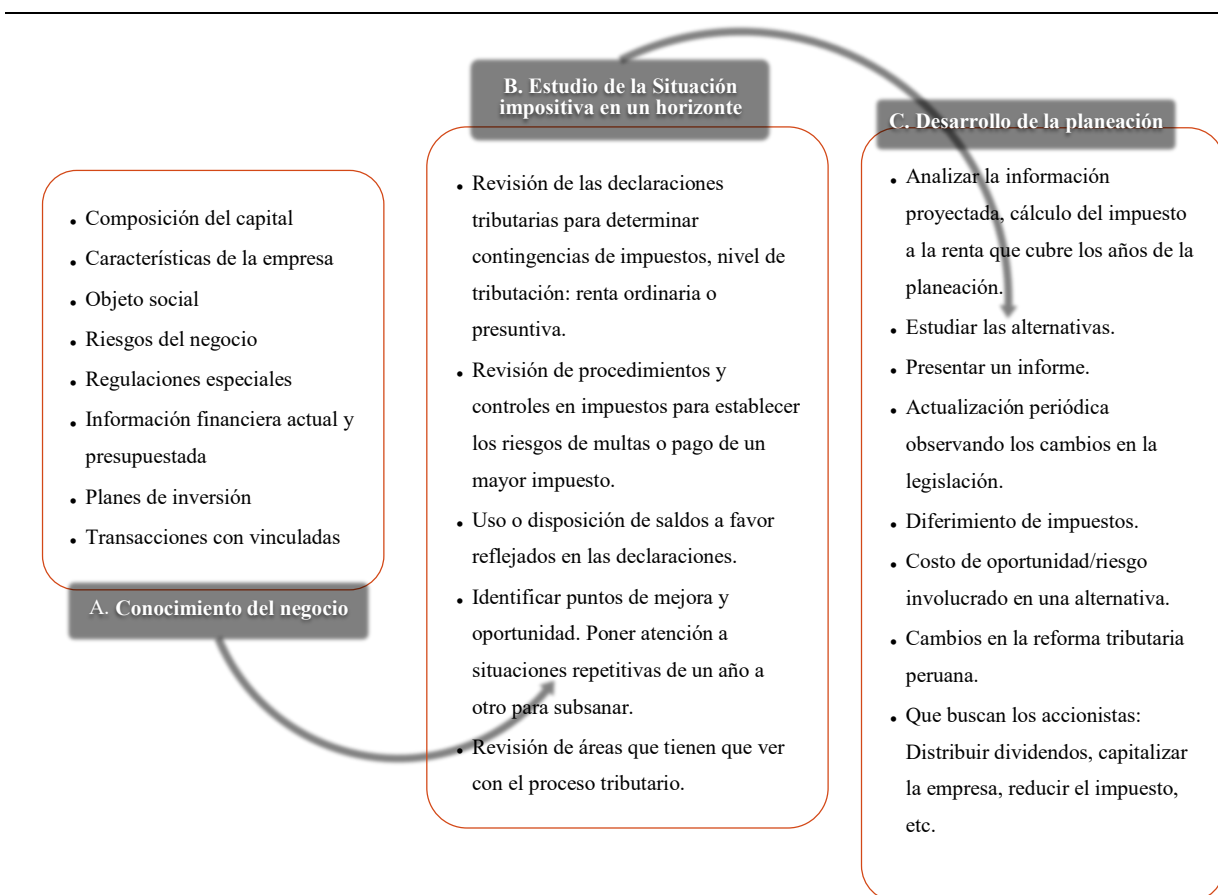 • Composición del capital
• Características de la empresa
• Objeto social
• Riesgos del negocio
• Regulaciones especiales
• Información financiera actual y
presupuestada
• Planes de inversión
• Transacciones con vinculadas
A. Conocimiento del negocio
B. Estudio de la Situación
impositiva en un horizonte
• Revisión de las declaraciones
tributarias para determinar
contingencias de impuestos, nivel de
tributación: renta ordinaria o
presuntiva.
• Revisión de procedimientos y
controles en impuestos para establecer
los riesgos de multas o pago de un
mayor impuesto.
• Uso o disposición de saldos a favor
reflejados en las declaraciones.
• Identificar puntos de mejora y
oportunidad. Poner atención a
situaciones repetitivas de un año a
otro para subsanar.
• Revisión de áreas que tienen que ver
con el proceso tributario.
C. Desarrollo de la planeación
• Analizar la información
proyectada, cálculo del impuesto
a la renta que cubre los años de la
planeación.
• Estudiar las alternativas.
• Presentar un informe.
• Actualización periódica
observando los cambios en la
legislación.
• Diferimiento de impuestos.
• Costo de oportunidad/riesgo
involucrado en una alternativa.
• Cambios en la reforma tributaria
peruana.
• Que buscan los accionistas:
Distribuir dividendos, capitalizar
la empresa, reducir el impuesto,
etc.